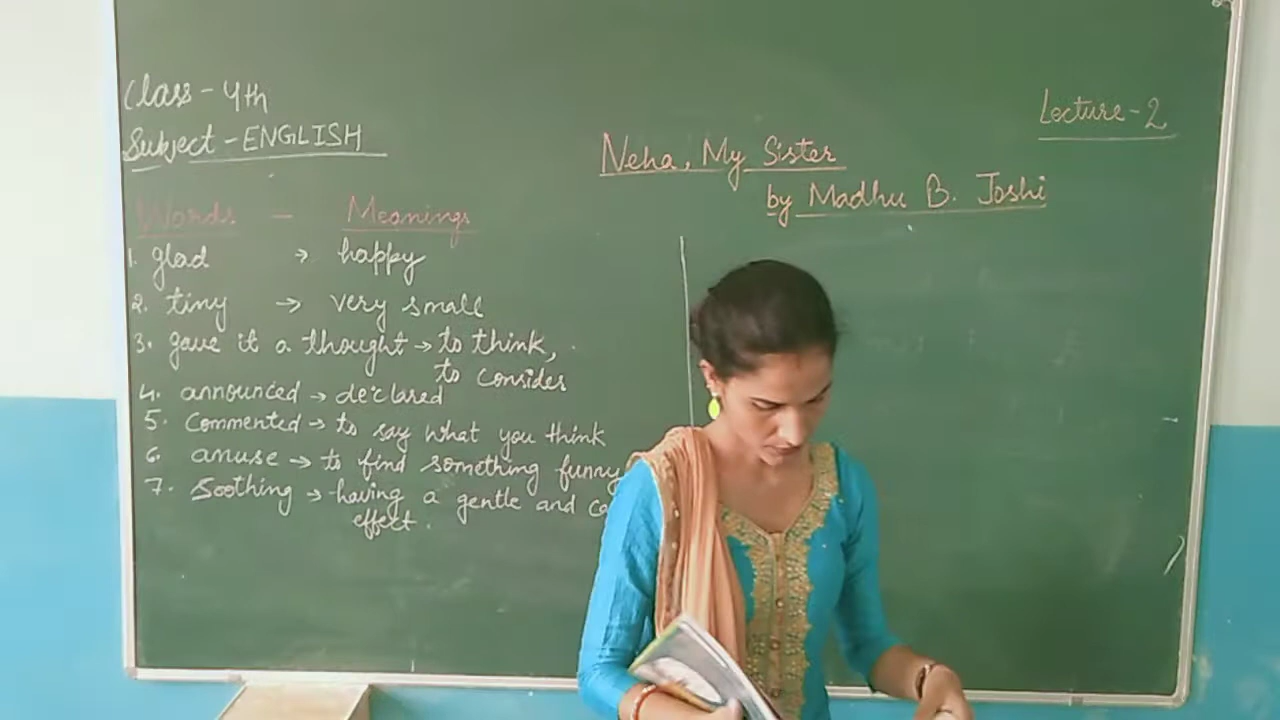 Class - 4th
Subject - ENGLISH
Lecture - 2
Neha, My Sister
by Madhu B. Joshi
Words - Meanings
1. glad → happy
2. tiny → very small
3. gave it a thought → to think,
to consider
4. announced → declared
5. Commented → to say what you think
6. amuse → to find something funny
7. Soothing → having a gentle and
effect.